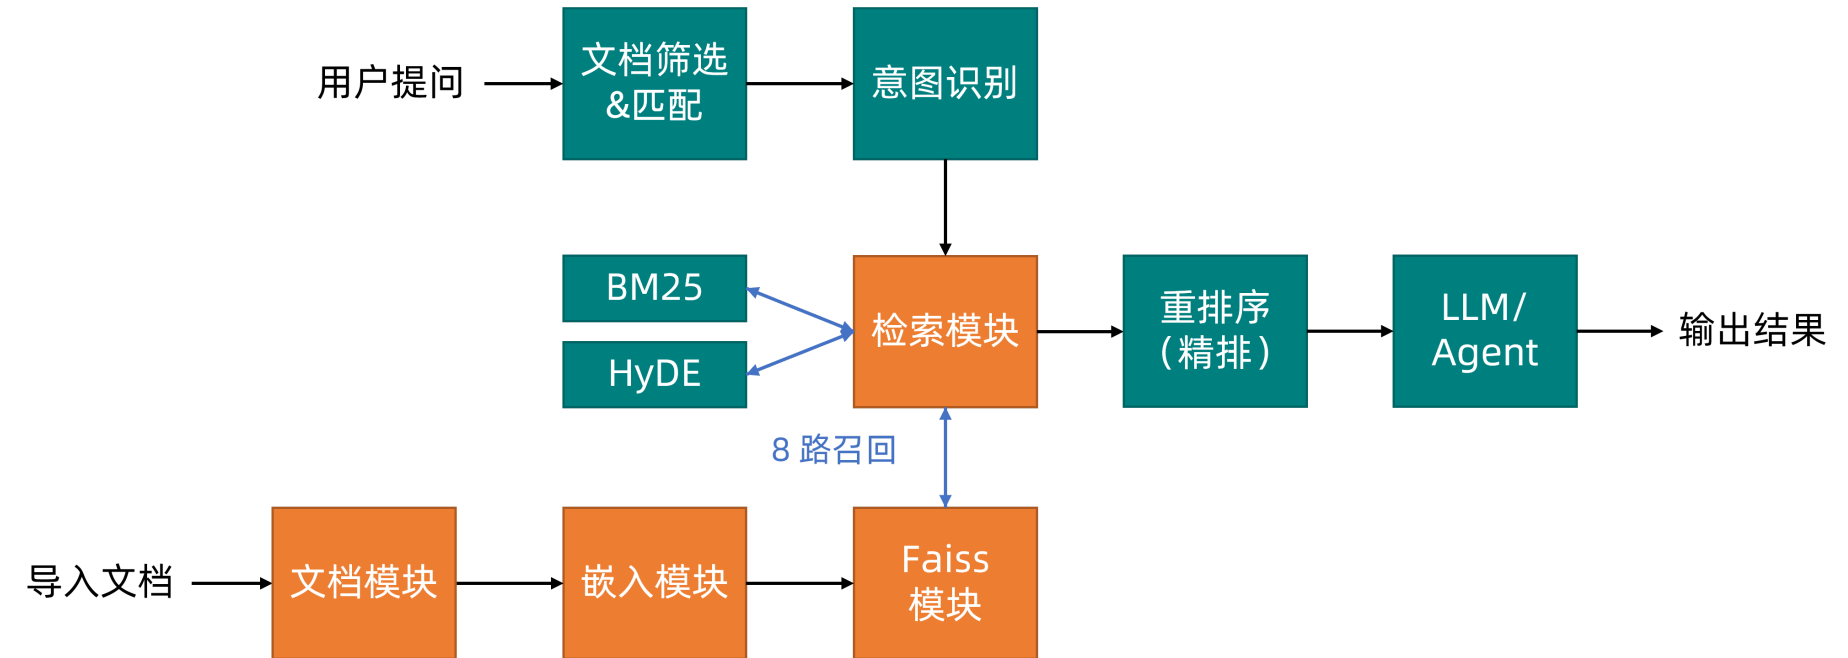 用户提问
文档筛选
&匹配
意图识别
BM25
HyDE
检索模块
重排序
(精排)
LLM/
Agent
输出结果
8 路召回
导入文档
文档模块
嵌入模块
Faiss
模块